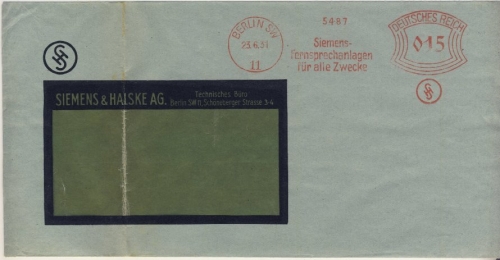 BERLIN SW
23.6.31
11
5487
Siemens-
Fernsprechanlagen
für alle Zwecke
DEUTSCHES REICH
015
SIEMENS & HALSKE AG.
Technisches Büro
Berlin SW11, Schöneberger Strasse 3-4